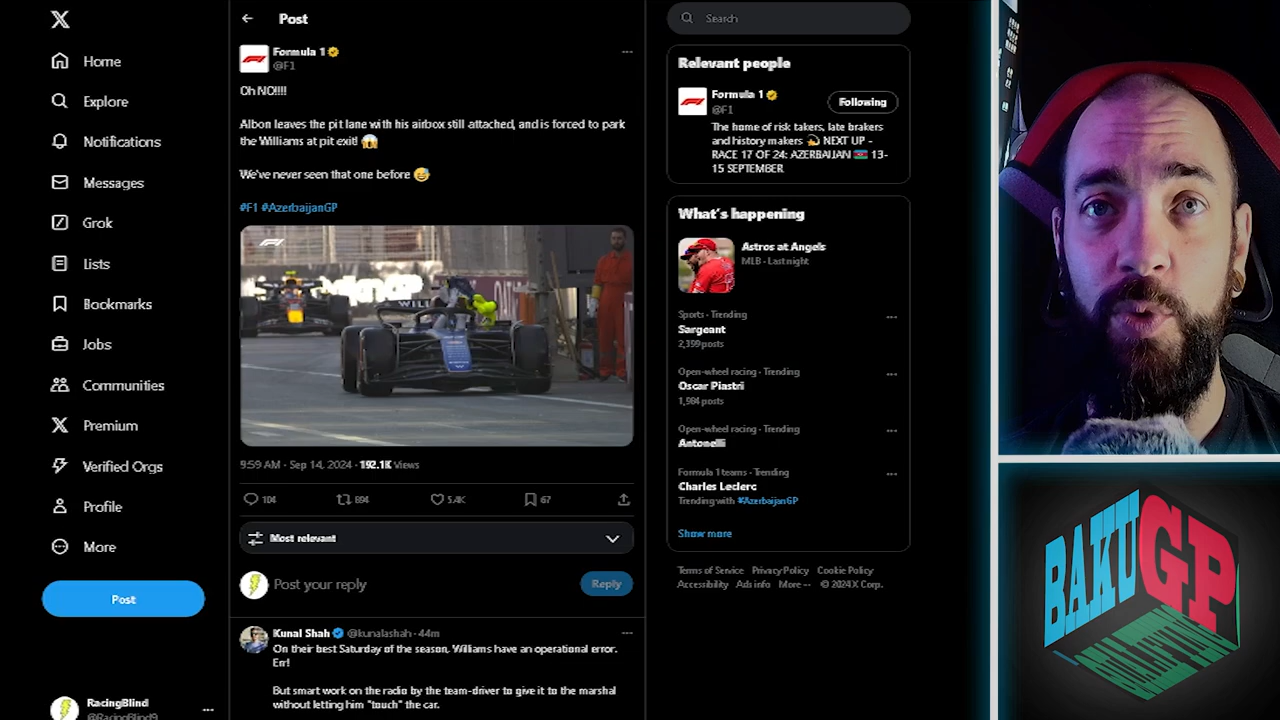 Home
Explore
Notifications
Messages
Grok
Lists
Bookmarks
Jobs
Communities
Premium
Verified Orgs
Profile
More
Post
RacingBlind
@RacingBlind9
Post
Formula 1
@F1
Oh NO!!!!
Albon leaves the pit lane with his airbox still attached, and is forced to park
the Williams at pit exit! 😱
We've never seen that one before 😅
#F1 #AzerbaijanGP
9:59 AM · Sep 14, 2024 · 192.1K Views
104 894 5.4K 67
Most relevant
Post your reply
Reply
Kunal Shah @kunalashah · 44m
On their best Saturday of the season, Williams have an operational error.
Err!
But smart work on the radio by the team-driver to give it to the marshal
without letting him "touch" the car.
Search
Relevant people
Formula 1
@F1
Following
The home of risk takers, late brakers
and history makers 💫 NEXT UP -
RACE 17 OF 24: AZERBAIJAN 🇦🇿 13-
15 SEPTEMBER
What's happening
Astros at Angels
MLB · Last night
Sports · Trending
Sargeant
2,399 posts
Open-wheel racing · Trending
Oscar Piastri
1,984 posts
Open-wheel racing · Trending
Antonelli
Formula 1 teams · Trending
Charles Leclerc
Trending with #AzerbaijanGP
Show more
Terms of Service Privacy Policy Cookie Policy
Accessibility Ads info More ··· © 2024 X Corp.
BAKU GP
QUALIFYING